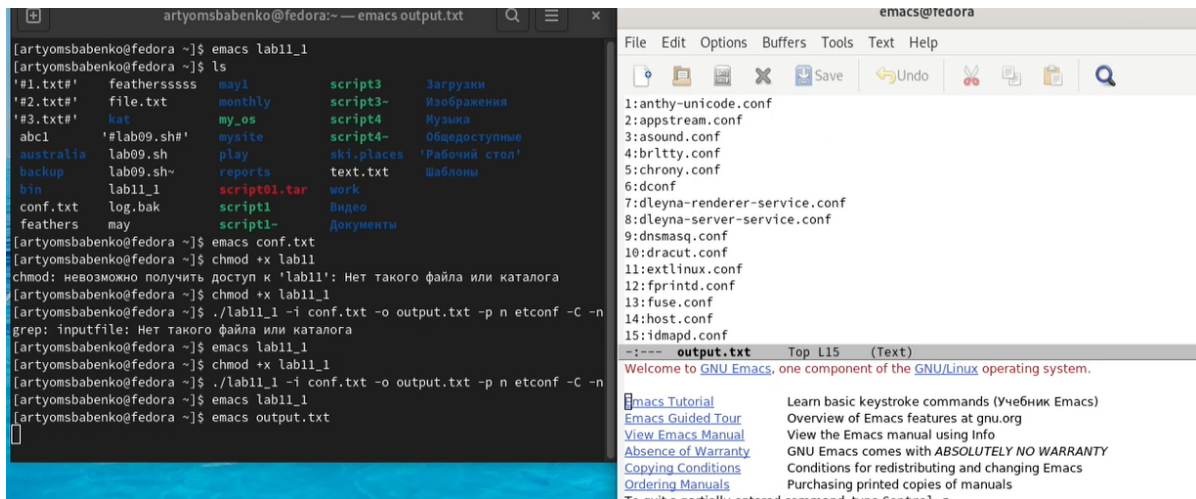 artyomsbabenko@fedora:~ — emacs output.txt
[artyomsbabenko@fedora ~]$ emacs lab11_1
[artyomsbabenko@fedora ~]$ ls
'#1.txt#' feathersssss may1 script3 Загрузки
'#2.txt#' file.txt monthly script3~ Изображения
'#3.txt#' kat my_os script4 Музыка
abc1 '#lab09.sh#' mysite script4~ Общедоступные
australia lab09.sh play ski.places 'Рабочий стол'
backup lab09.sh~ reports text.txt Шаблоны
bin lab11_1 script01.tar work
conf.txt log.bak script1 Видео
feathers may script1~ Документы
[artyomsbabenko@fedora ~]$ emacs conf.txt
[artyomsbabenko@fedora ~]$ chmod +x lab11
chmod: невозможно получить доступ к 'lab11': Нет такого файла или каталога
[artyomsbabenko@fedora ~]$ chmod +x lab11_1
[artyomsbabenko@fedora ~]$ ./lab11_1 -i conf.txt -o output.txt -p n etconf -C -n
grep: inputfile: Нет такого файла или каталога
[artyomsbabenko@fedora ~]$ emacs lab11_1
[artyomsbabenko@fedora ~]$ chmod +x lab11_1
[artyomsbabenko@fedora ~]$ ./lab11_1 -i conf.txt -o output.txt -p n etconf -C -n
[artyomsbabenko@fedora ~]$ emacs lab11_1
[artyomsbabenko@fedora ~]$ emacs output.txt
emacs@fedora
File Edit Options Buffers Tools Text Help
Save Undo
1:anthy-unicode.conf
2:appstream.conf
3:asound.conf
4:brltty.conf
5:chrony.conf
6:dconf
7:dleyna-renderer-service.conf
8:dleyna-server-service.conf
9:dnsmasq.conf
10:dracut.conf
11:extlinux.conf
12:fprintd.conf
13:fuse.conf
14:host.conf
15:idmapd.conf
-:--- output.txt Top L15 (Text)
Welcome to GNU Emacs, one component of the GNU/Linux operating system.
Emacs Tutorial Learn basic keystroke commands (Учебник Emacs)
Emacs Guided Tour Overview of Emacs features at gnu.org
View Emacs Manual View the Emacs manual using Info
Absence of Warranty GNU Emacs comes with ABSOLUTELY NO WARRANTY
Copying Conditions Conditions for redistributing and changing Emacs
Ordering Manuals Purchasing printed copies of manuals